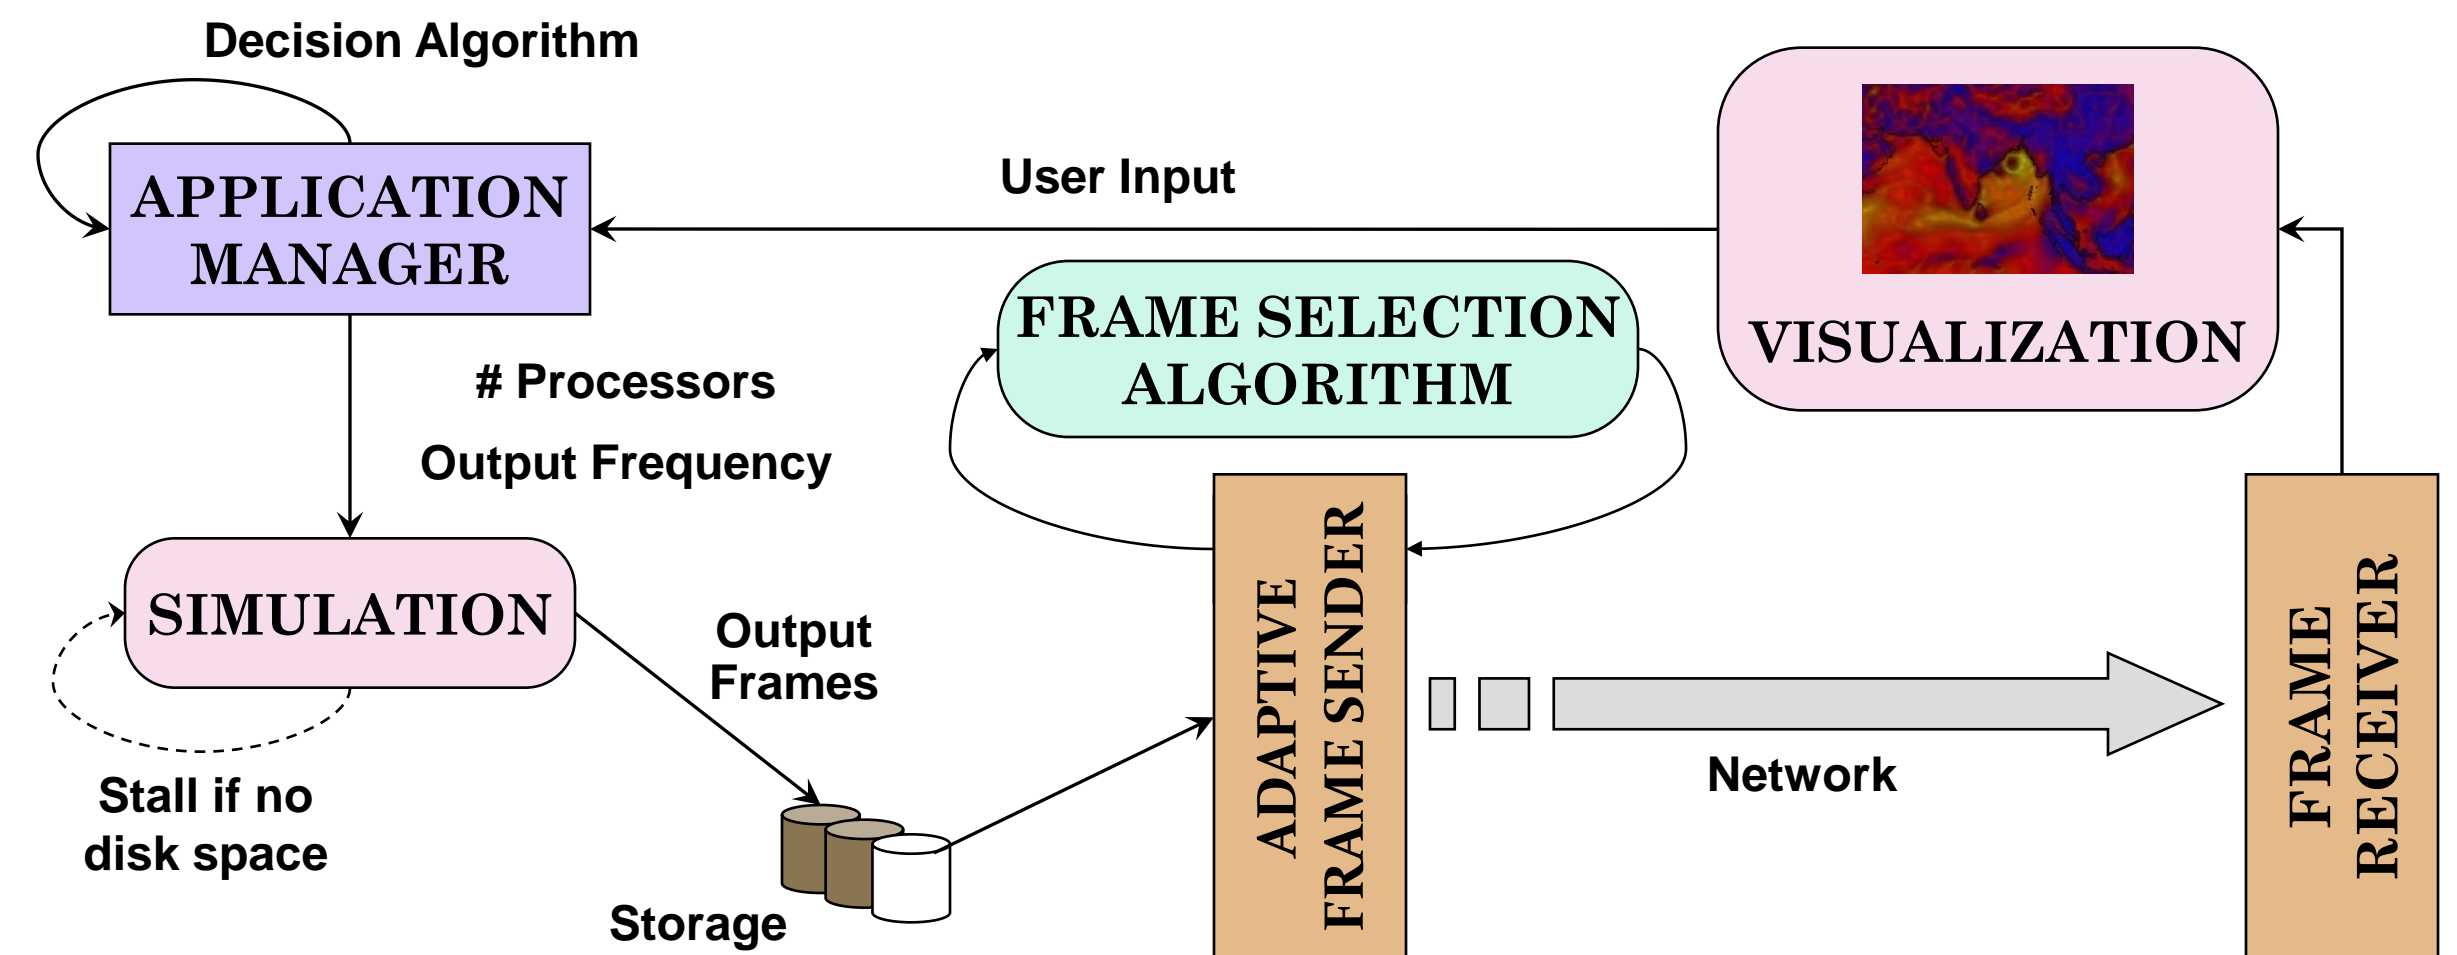 Decision Algorithm
APPLICATION
MANAGER
User Input
VISUALIZATION
FRAME SELECTION
ALGORITHM
# Processors
Output Frequency
SIMULATION
Stall if no
disk space
Output
Frames
Storage
ADAPTIVE
FRAME SENDER
Network
FRAME
RECEIVER